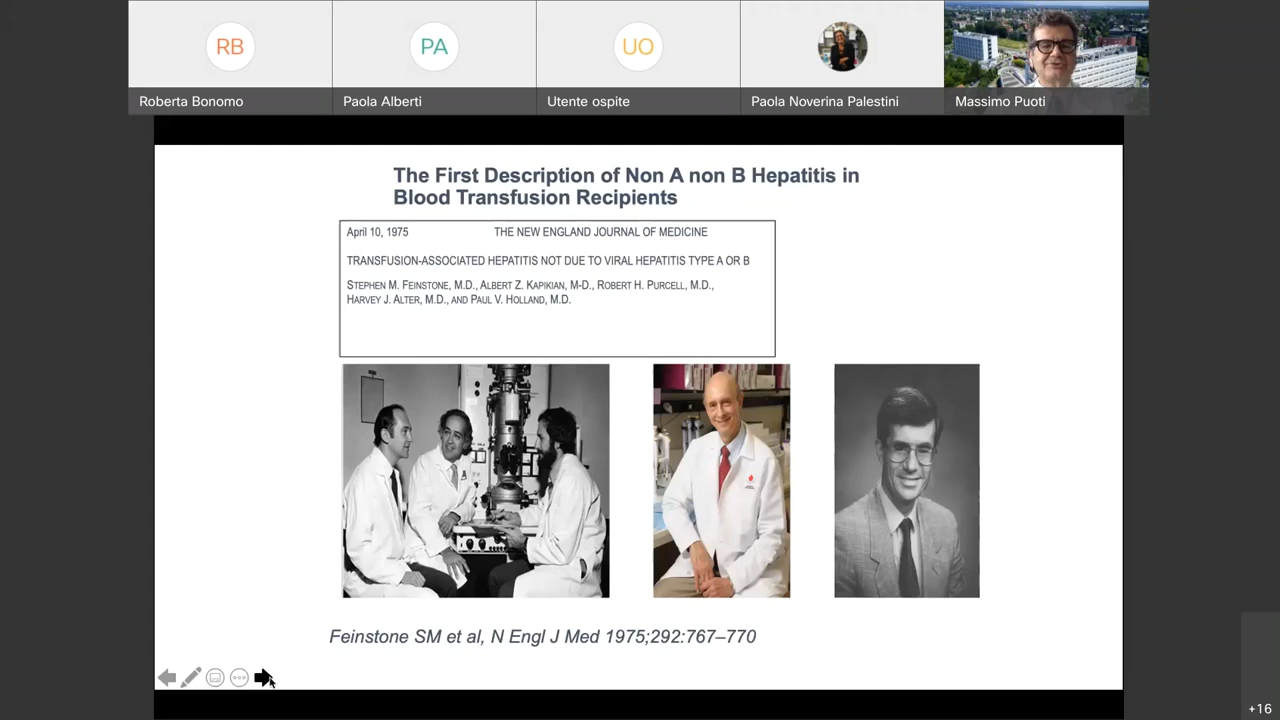 RB
PA
UO
Roberta Bonomo
Paola Alberti
Utente ospite
Paola Noverina Palestini
Massimo Puoti
The First Description of Non A non B Hepatitis in
Blood Transfusion Recipients
April 10, 1975 THE NEW ENGLAND JOURNAL OF MEDICINE
TRANSFUSION-ASSOCIATED HEPATITIS NOT DUE TO VIRAL HEPATITIS TYPE A OR B
STEPHEN M. FEINSTONE, M.D., ALBERT Z. KAPIKIAN, M-D., ROBERT H. PURCELL, M.D.,
HARVEY J. ALTER, M.D., AND PAUL V. HOLLAND, M.D.
Feinstone SM et al, N Engl J Med 1975;292:767–770
+16